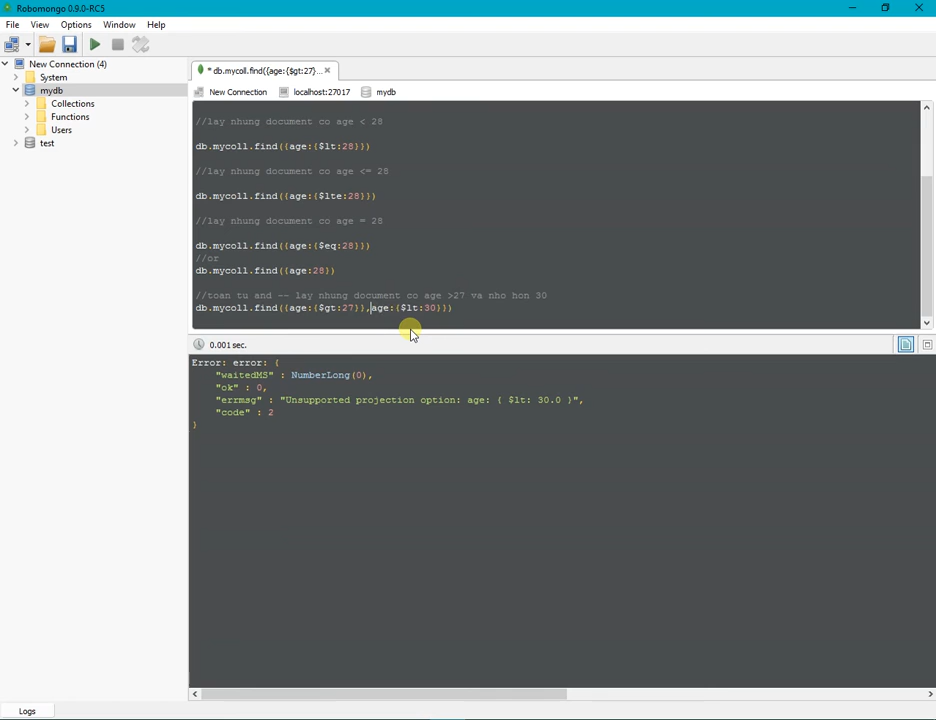 Robomongo 0.9.0-RC5
File View Options Window Help
New Connection (4)
System
mydb
Collections
Functions
Users
test
* db.mycoll.find({age:{$gt:27}...
New Connection localhost:27017 mydb
//lay nhung document co age < 28
db.mycoll.find({age:{$lt:28}})
//lay nhung document co age <= 28
db.mycoll.find({age:{$lte:28}})
//lay nhung document co age = 28
db.mycoll.find({age:{$eq:28}})
//or
db.mycoll.find({age:28})
//toan tu and -- lay nhung document co age >27 va nho hon 30
db.mycoll.find({age:{$gt:27}},age:{$lt:30}})
0.001 sec.
Error: error: {
"waitedMS" : NumberLong(0),
"ok" : 0,
"errmsg" : "Unsupported projection option: age: { $lt: 30.0 }",
"code" : 2
}
Logs